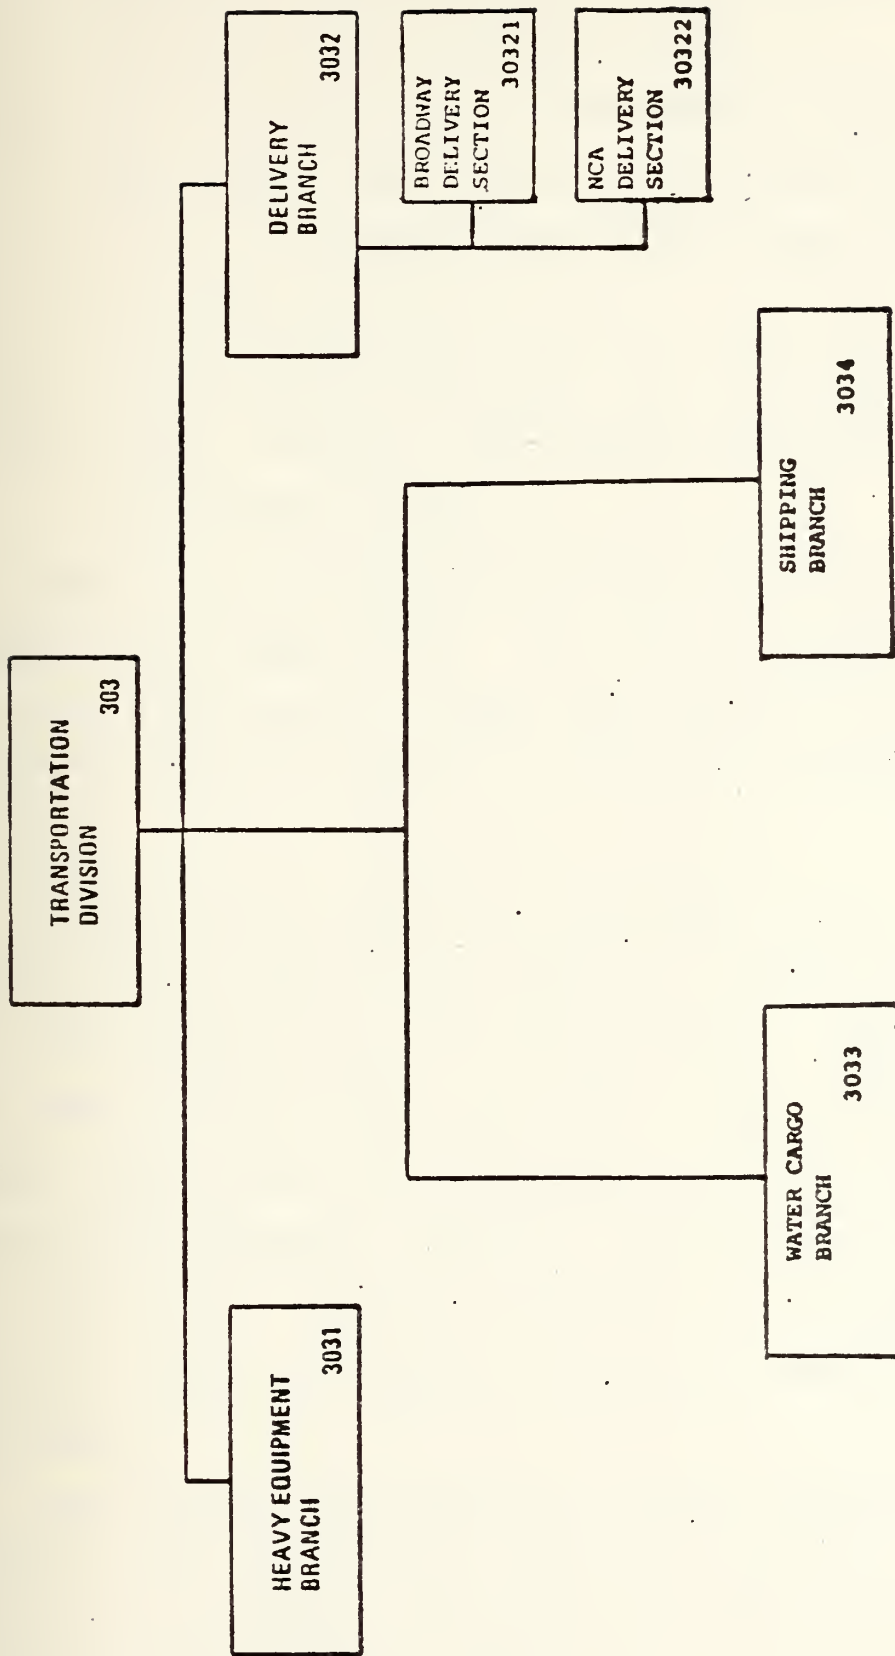 TRANSPORTATION
DIVISION
303
HEAVY EQUIPMENT
BRANCH
3031
DELIVERY
BRANCH
3032
BROADWAY
DELIVERY
SECTION
30321
NCA
DELIVERY
SECTION
30322
WATER CARGO
BRANCH
3033
SHIPPING
BRANCH
3034